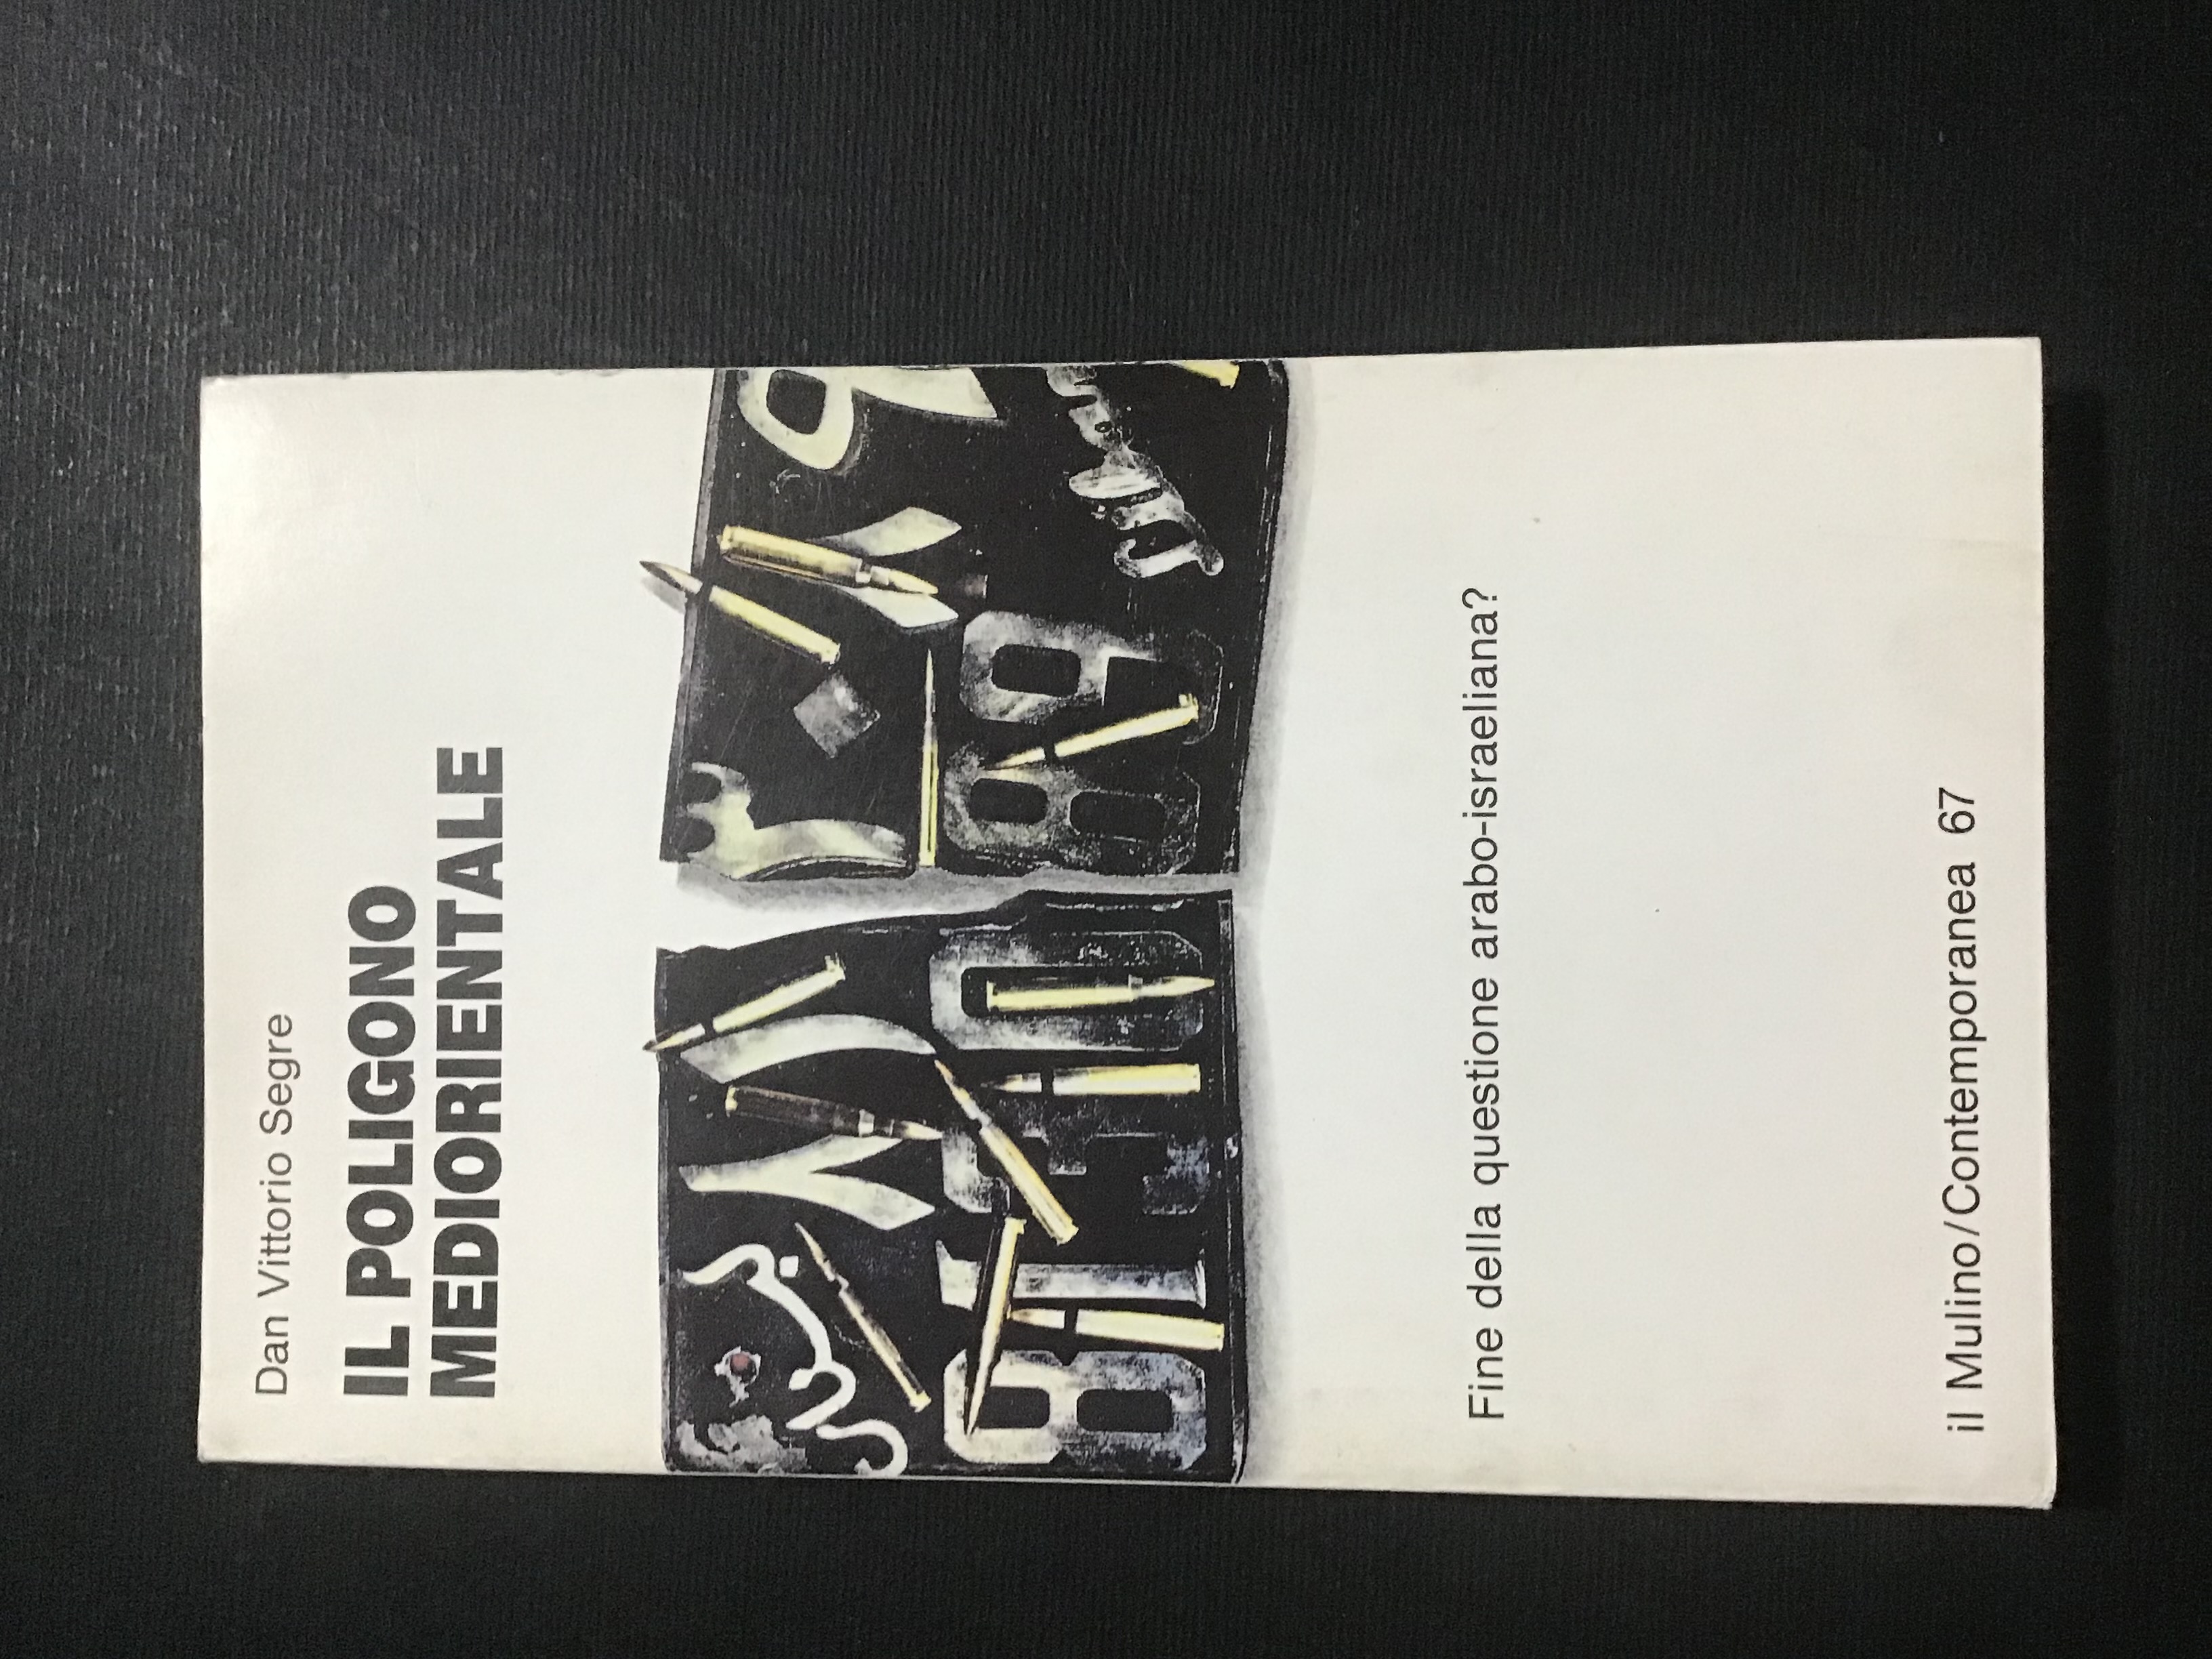 Dan Vittorio Segre
IL POLIGONO
MEDIORIENTALE
Fine della questione arabo-israeliana?
il Mulino/Contemporanea 67